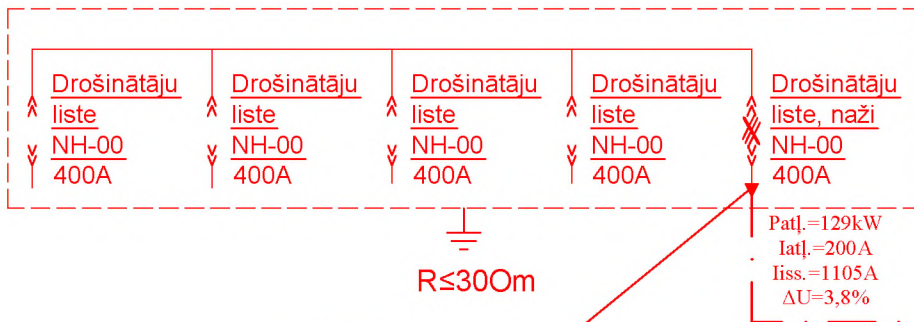 Drošinātāju
liste
NH-00
400A
Drošinātāju
liste
NH-00
400A
Drošinātāju
liste
NH-00
400A
Drošinātāju
liste
NH-00
400A
Drošinātāju
liste, naži
NH-00
400A
R≤30Om
Patļ.=129kW
Iatļ.=200A
Iiss.=1105A
ΔU=3,8%